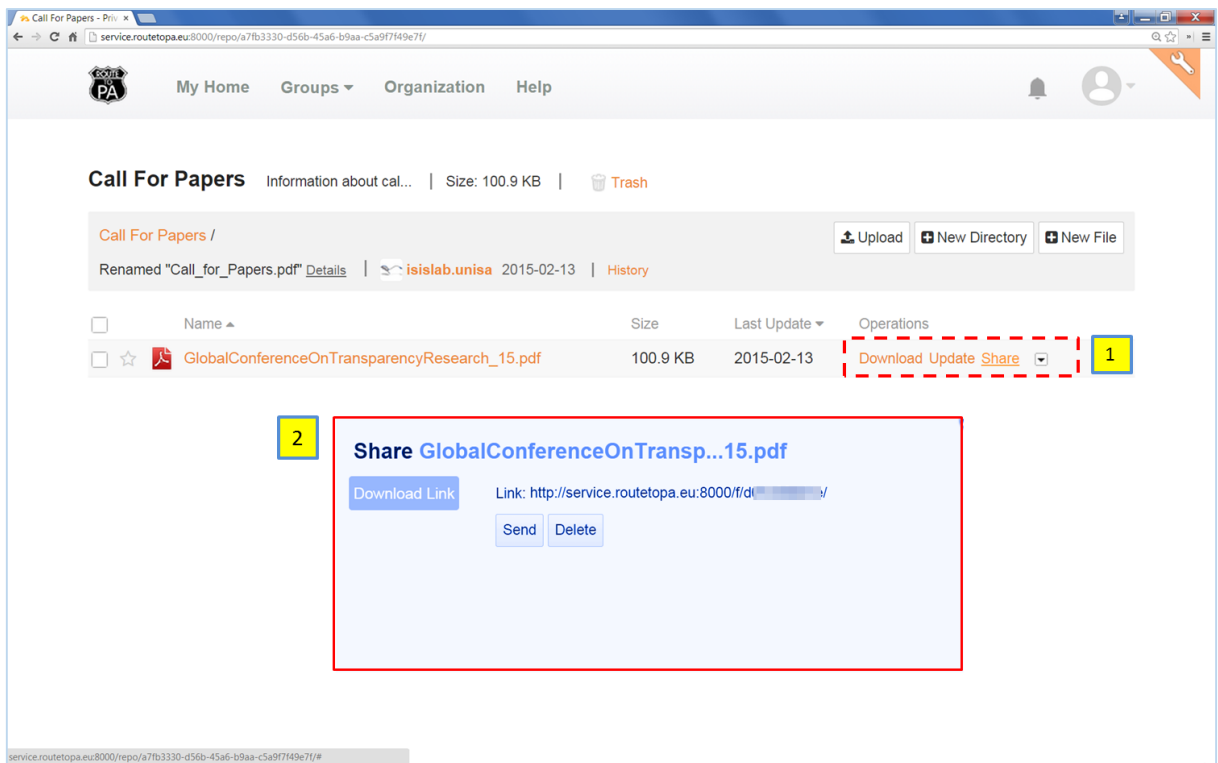 Call For Papers - Priv
service.routetopa.eu:8000/repo/a7fb3330-d56b-45a6-b9aa-c5a9f7f49e7f/
ROUTE TO PA
My Home Groups Organization Help
Call For Papers Information about cal... | Size: 100.9 KB | Trash
Call For Papers /
Upload New Directory New File
Renamed "Call_for_Papers.pdf" Details | isislab.unisa 2015-02-13 | History
Name Size Last Update Operations
GlobalConferenceOnTransparencyResearch_15.pdf 100.9 KB 2015-02-13 Download Update Share
1
2
Share GlobalConferenceOnTransp...15.pdf
Download Link Link: http://service.routetopa.eu:8000/f/d
Send Delete
service.routetopa.eu:8000/repo/a7fb3330-d56b-45a6-b9aa-c5a9f7f49e7f/#